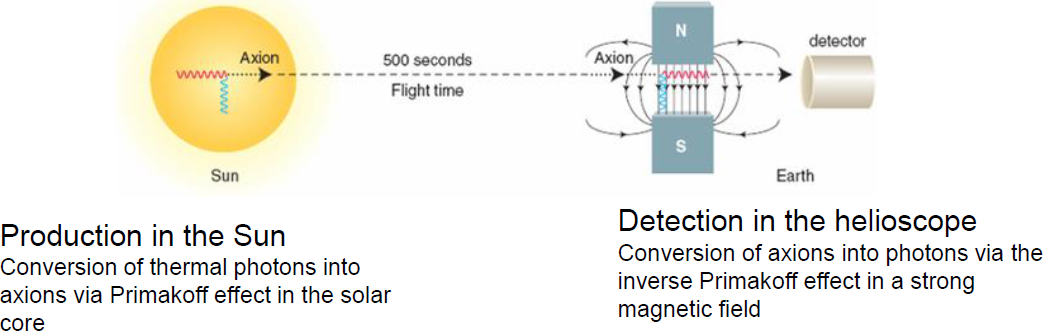 Axion
500 seconds
Flight time
Axion
N
S
detector
Sun
Earth
Production in the Sun
Conversion of thermal photons into
axions via Primakoff effect in the solar
core
Detection in the helioscope
Conversion of axions into photons via the
inverse Primakoff effect in a strong
magnetic field